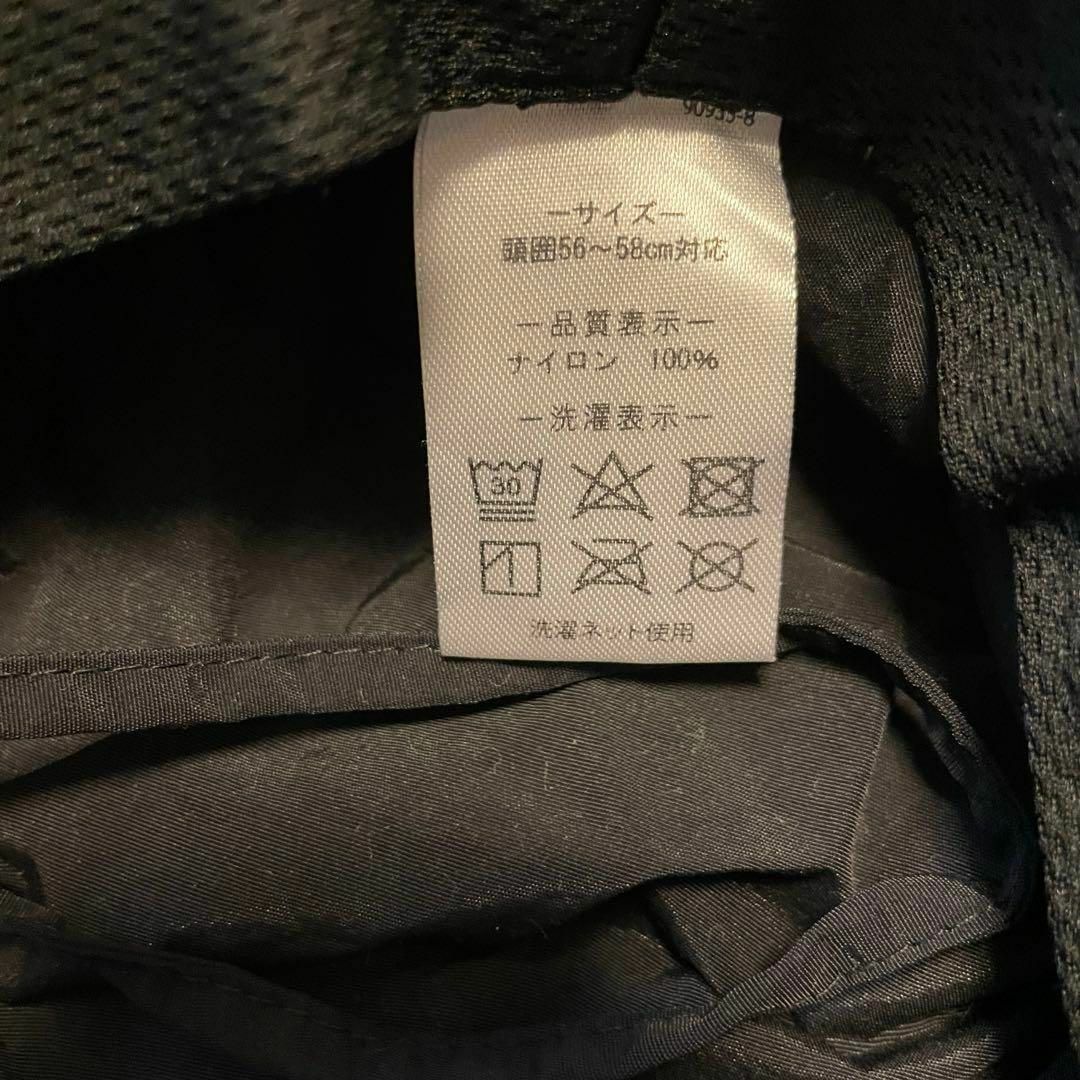 90935-8
ーサイズー
頭囲56～58cm対応
ー品質表示ー
ナイロン 100%
ー洗濯表示ー
30
洗濯ネット使用